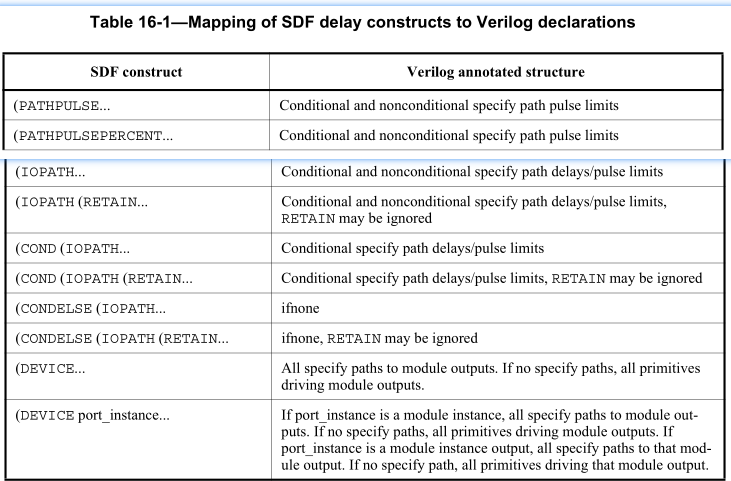 Table 16-1—Mapping of SDF delay constructs to Verilog declarations
SDF construct
Verilog annotated structure
(PATHPULSE...
Conditional and nonconditional specify path pulse limits
(PATHPULSEPERCENT...
Conditional and nonconditional specify path pulse limits
(IOPATH...
Conditional and nonconditional specify path delays/pulse limits
(IOPATH (RETAIN...
Conditional and nonconditional specify path delays/pulse limits,
RETAIN may be ignored
(COND (IOPATH...
Conditional specify path delays/pulse limits
(COND (IOPATH (RETAIN...
Conditional specify path delays/pulse limits, RETAIN may be ignored
(CONDELSE (IOPATH...
ifnone
(CONDELSE (IOPATH (RETAIN...
ifnone, RETAIN may be ignored
(DEVICE...
All specify paths to module outputs. If no specify paths, all primitives
driving module outputs.
(DEVICE port_instance...
If port_instance is a module instance, all specify paths to module out-
puts. If no specify paths, all primitives driving module outputs. If
port_instance is a module instance output, all specify paths to that mod-
ule output. If no specify path, all primitives driving that module output.